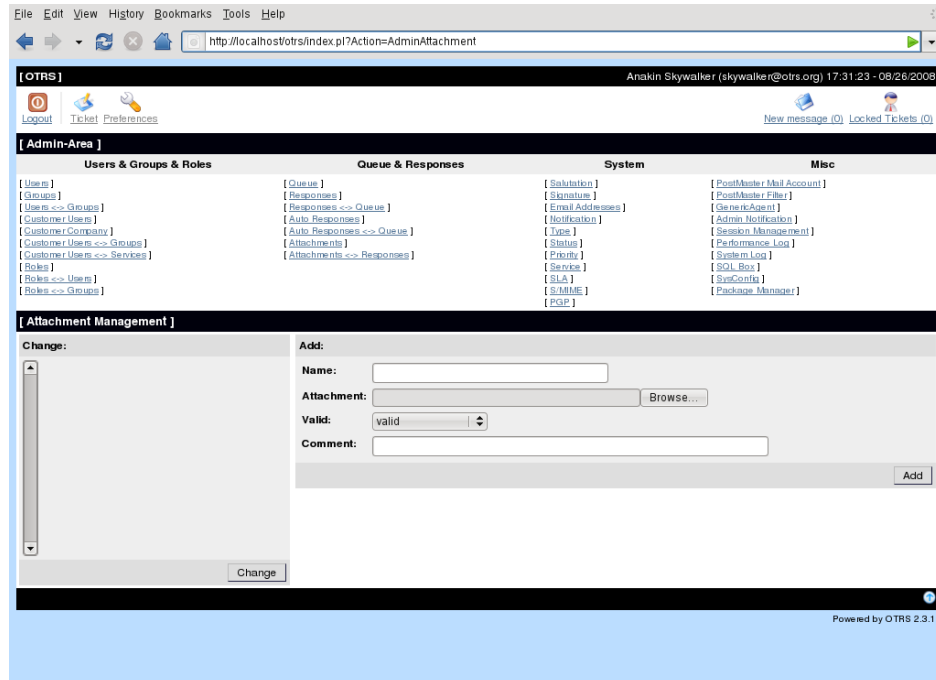 File Edit View History Bookmarks Tools Help
http://localhost/otrs/index.pl?Action=AdminAttachment
[ OTRS ] Anakin Skywalker (skywalker@otrs.org) 17:31:23 - 08/26/2008
Logout Ticket Preferences New message (0) Locked Tickets (0)
[ Admin-Area ]
Users & Groups & Roles Queue & Responses System Misc
[ Users ] [ Queue ] [ Salutation ] [ PostMaster Mail Account ]
[ Groups ] [ Responses ] [ Signature ] [ PostMaster Filter ]
[ Users <-> Groups ] [ Responses <-> Queue ] [ Email Addresses ] [ GenericAgent ]
[ Customer Users ] [ Auto Responses ] [ Notification ] [ Admin Notification ]
[ Customer Company ] [ Auto Responses <-> Queue ] [ Type ] [ Session Management ]
[ Customer Users <-> Groups ] [ Attachments ] [ Status ] [ Performance Log ]
[ Customer Users <-> Services ] [ Attachments <-> Responses ] [ Priority ] [ System Log ]
[ Roles ] [ Service ] [ SQL Box ]
[ Roles <-> Users ] [ SLA ] [ SysConfig ]
[ Roles <-> Groups ] [ S/MIME ] [ Package Manager ]
[ PGP ]
[ Attachment Management ]
Change: Add:
Name:
Attachment: Browse...
Valid: valid
Comment:
Add
Change
Powered by OTRS 2.3.1